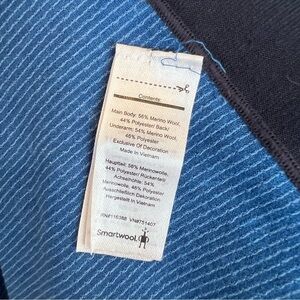 Contents:
Main Body: 56% Merino Wool,
44% Polyester/ Back/
Underarm: 54% Merino Wool,
46% Polyester
Exclusive Of Decoration
Made In Vietnam
Hauptteil: 56% Merinowolle,
44% Polyester/ Rückenteil/
Achselhöhle: 54%
Merinowolle, 46% Polyester
Ausschließlich Dekoration
Hergestellt In Vietnam
Smartwool